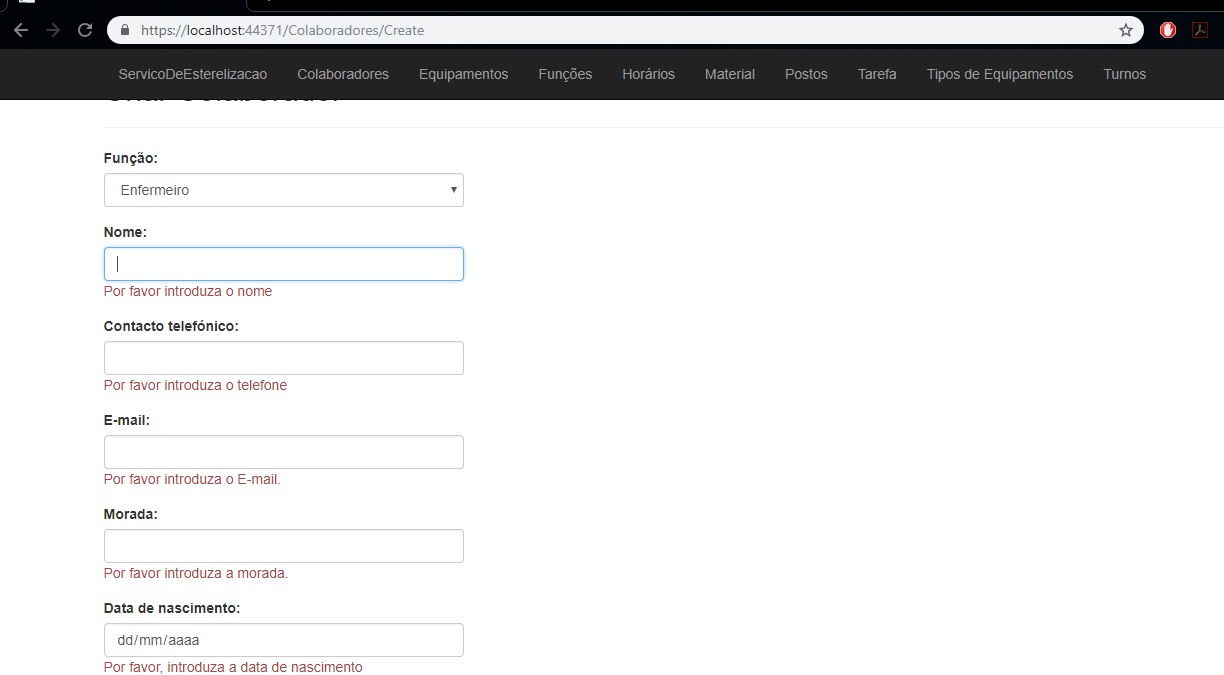 https://localhost:44371/Colaboradores/Create
ServicoDeEsterelizacao Colaboradores Equipamentos Funções Horários Material Postos Tarefa Tipos de Equipamentos Turnos
Função:
Enfermeiro
Nome:
Por favor introduza o nome
Contacto telefónico:
Por favor introduza o telefone
E-mail:
Por favor introduza o E-mail.
Morada:
Por favor introduza a morada.
Data de nascimento:
dd/mm/aaaa
Por favor, introduza a data de nascimento